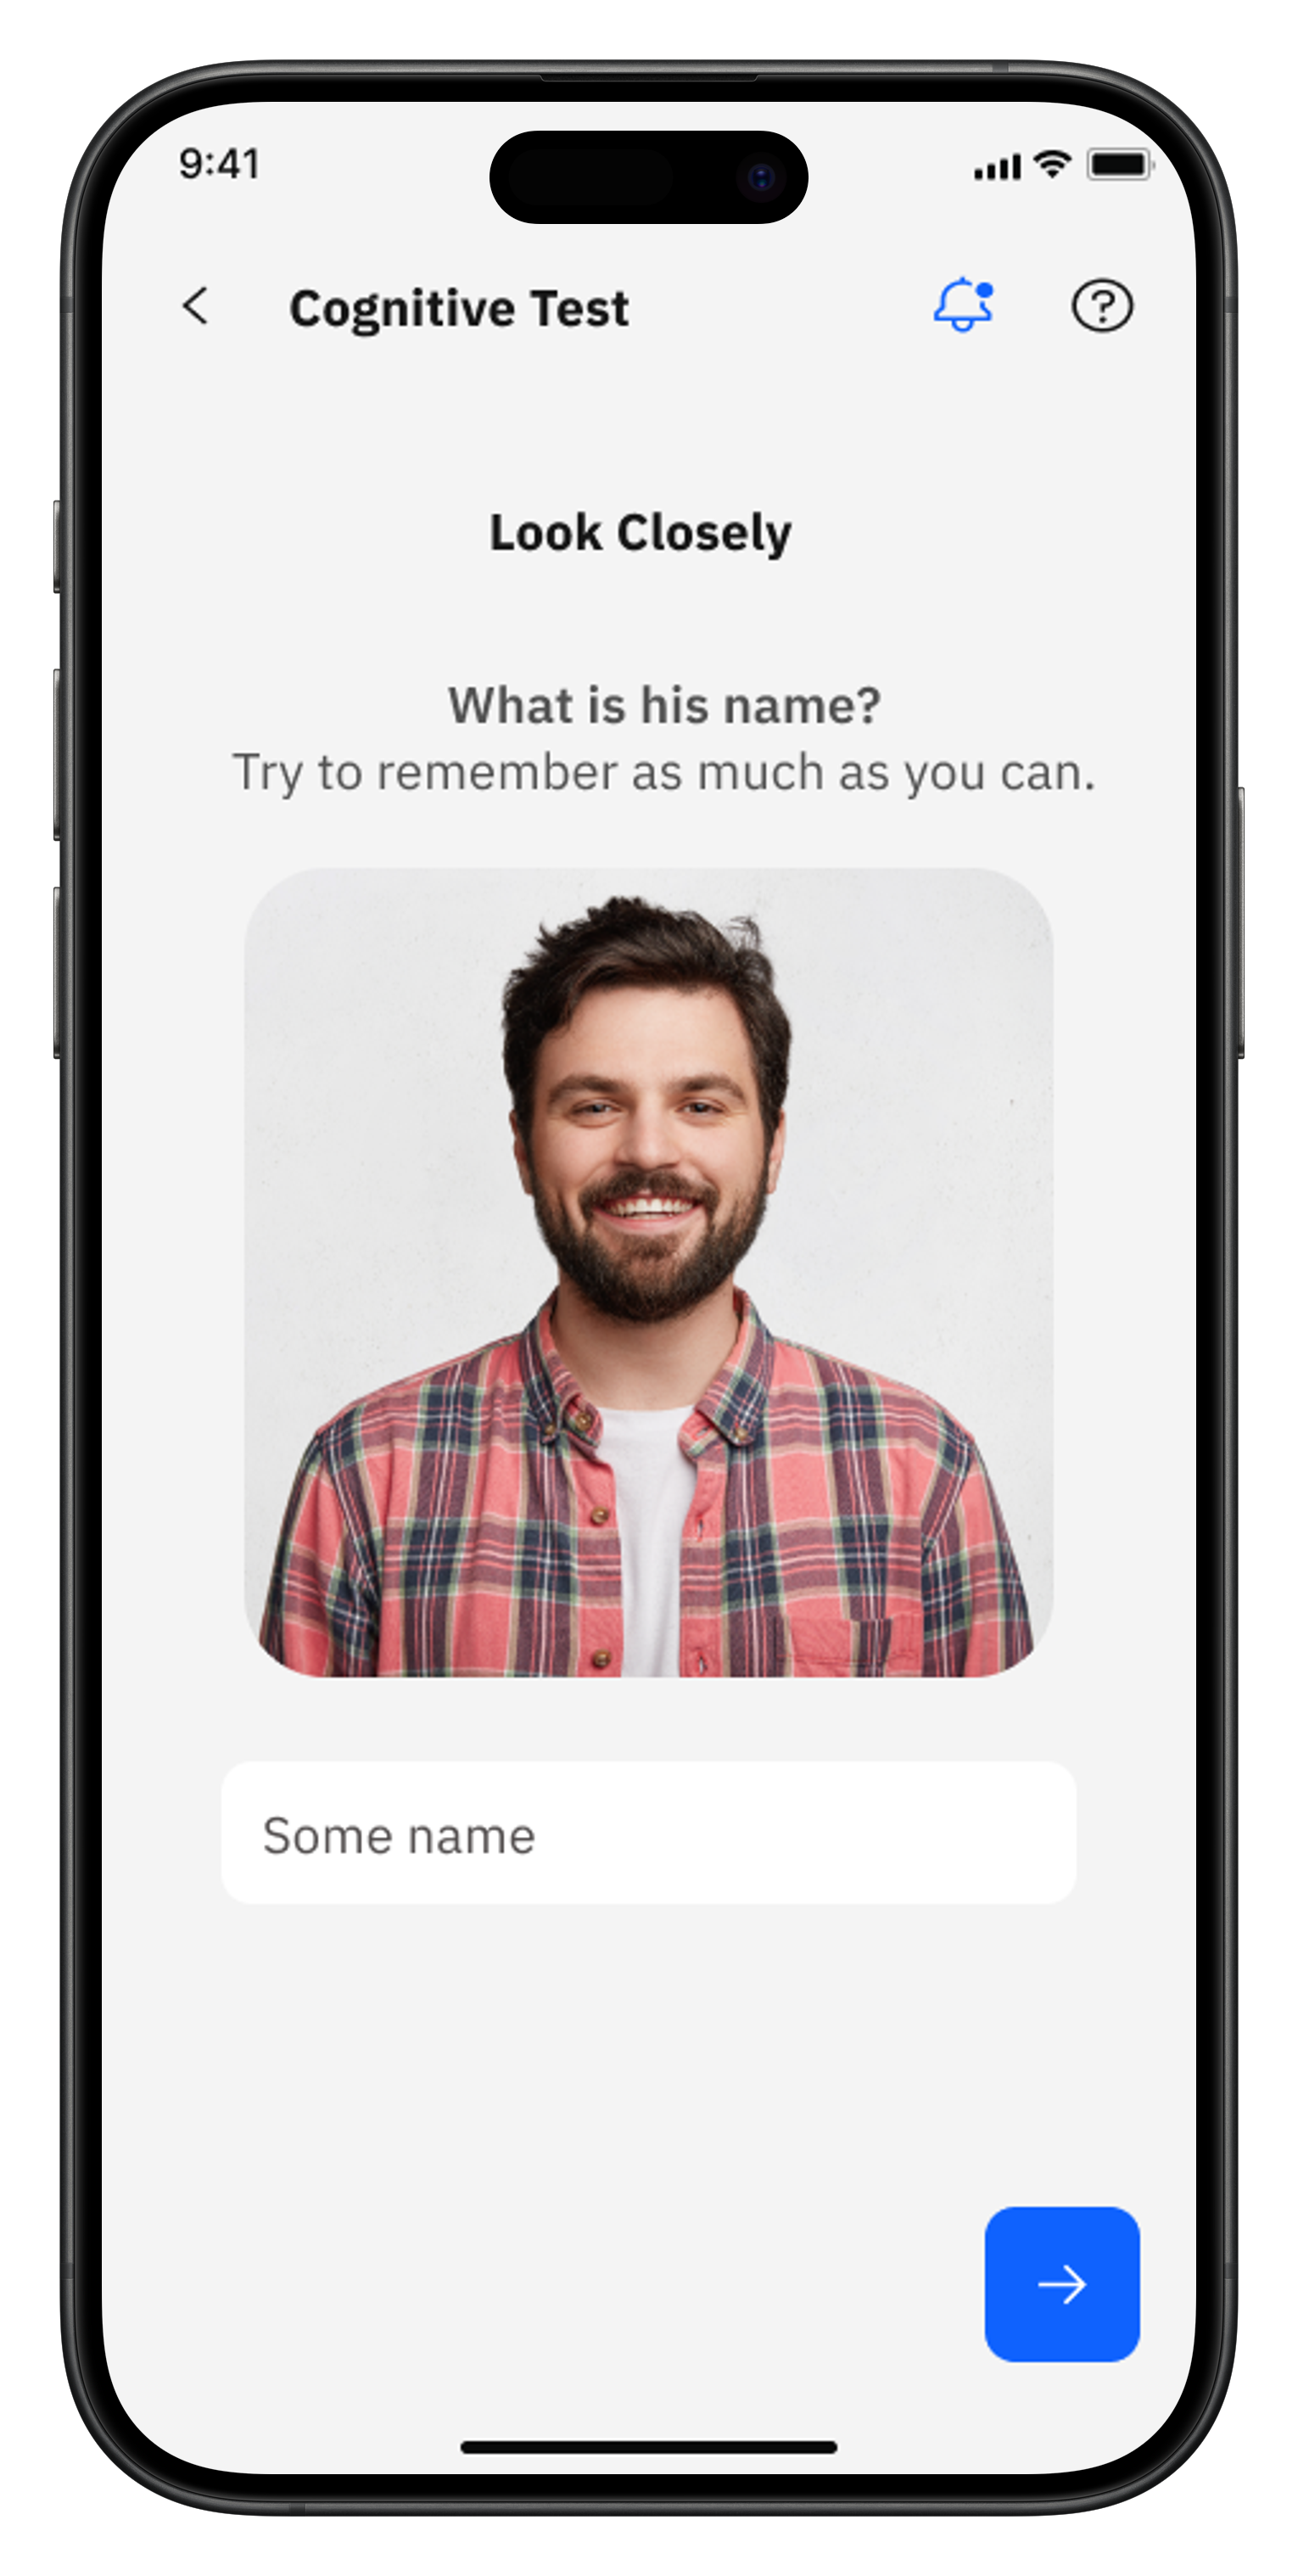 9:41
Cognitive Test
Look Closely
What is his name?
Try to remember as much as you can.
Some name